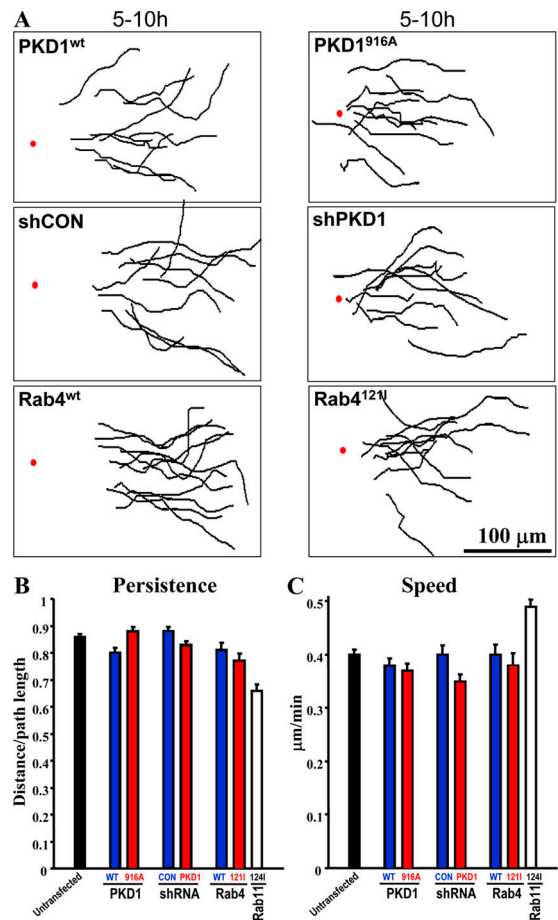 A 5-10h 5-10h
PKD1wt PKD1916A
shCON shPKD1
Rab4wt Rab4121I
100 µm
B Persistence
Distance/path length
1
0.9
0.8
0.7
0.6
0.5
0.4
0.3
0.2
0.1
0
Untransfected
WT 916A CON PKD1 WT 121I 124I
PKD1 shRNA Rab4 Rab11
C Speed
µm/min
0.5
0.4
0.3
0.2
0.1
0
Untransfected
WT 916A CON PKD1 WT 121I 124I
PKD1 shRNA Rab4 Rab11